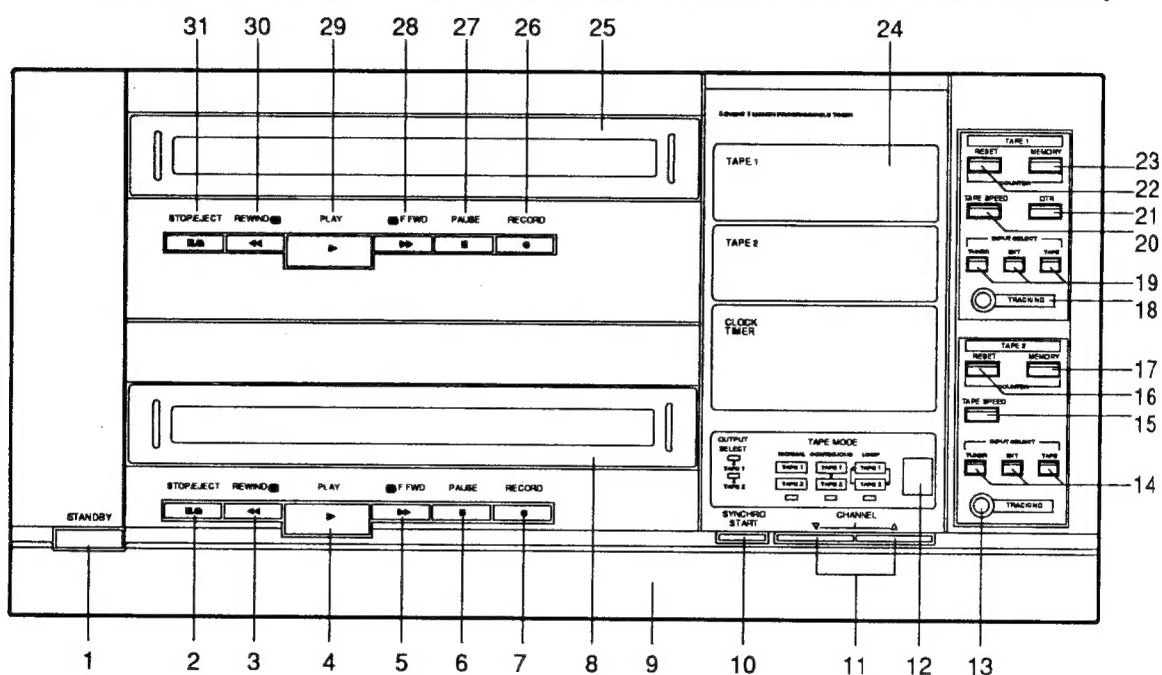 31 30 29 28 27 26 25 24
TAPE 1
STOP/EJECT REWIND PLAY F FWD PAUSE RECORD
TAPE 2
CLOCK
TIMER
STOP/EJECT REWIND PLAY F FWD PAUSE RECORD
STANDBY
OUTPUT
SELECT
TAPE 1
TAPE 2
TAPE MODE
NORMAL CONTINUOUS LOOP
TAPE 1 TAPE 1 TAPE 1
TAPE 2 TAPE 2 TAPE 2
SYNCHRO
START
CHANNEL
TAPE 1
RESET MEMORY
COUNTER
TAPE SPEED OTR
INPUT SELECT
TUNER EXT TAPE
TRACKING
TAPE 2
RESET MEMORY
COUNTER
TAPE SPEED
INPUT SELECT
TUNER EXT TAPE
TRACKING
23
22
21
20
19
18
17
16
15
14
1 2 3 4 5 6 7 8 9 10 11 12 13